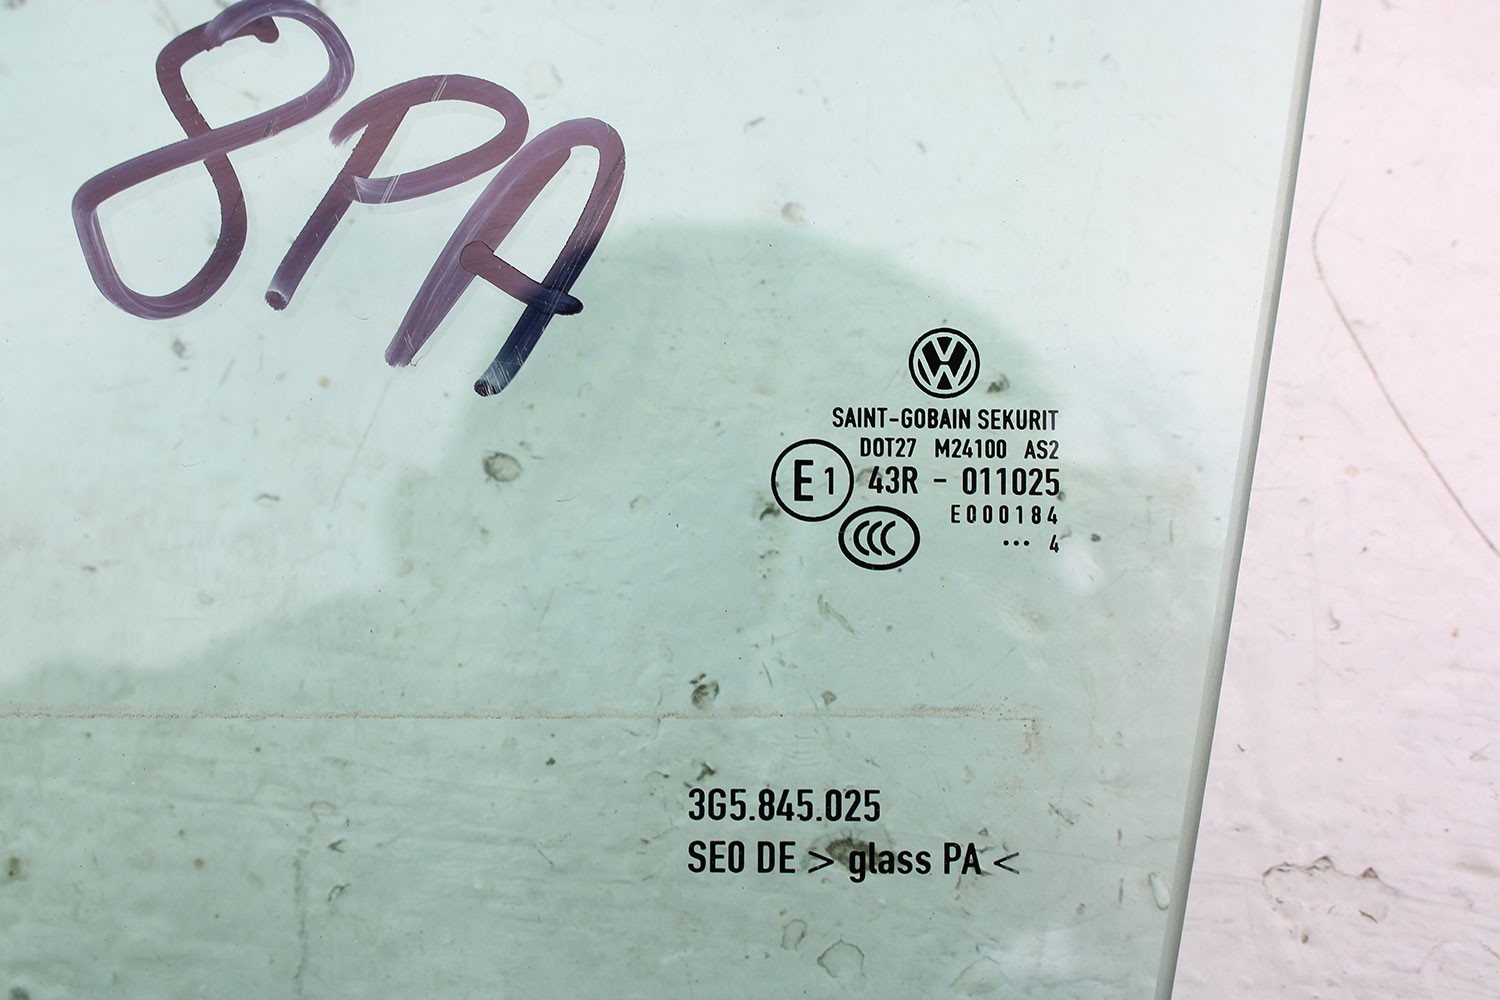 8PA
SAINT-GOBAIN SEKURIT
DOT27 M24100 AS2
E1 43R - 011025
E000184
CCC
... 4
3G5.845.025
SEO DE > glass PA <